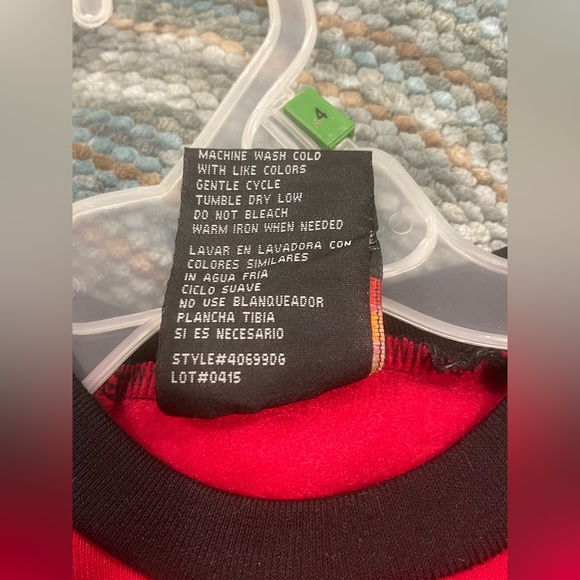 4
MACHINE WASH COLD
WITH LIKE COLORS
GENTLE CYCLE
TUMBLE DRY LOW
DO NOT BLEACH
WARM IRON WHEN NEEDED
LAVAR EN LAVADORA CON
COLORES SIMILARES
IN AGUA FRIA
CICLO SUAVE
NO USE BLANQUEADOR
PLANCHA TIBIA
SI ES NECESARIO
STYLE#40699DG
LOT#0415